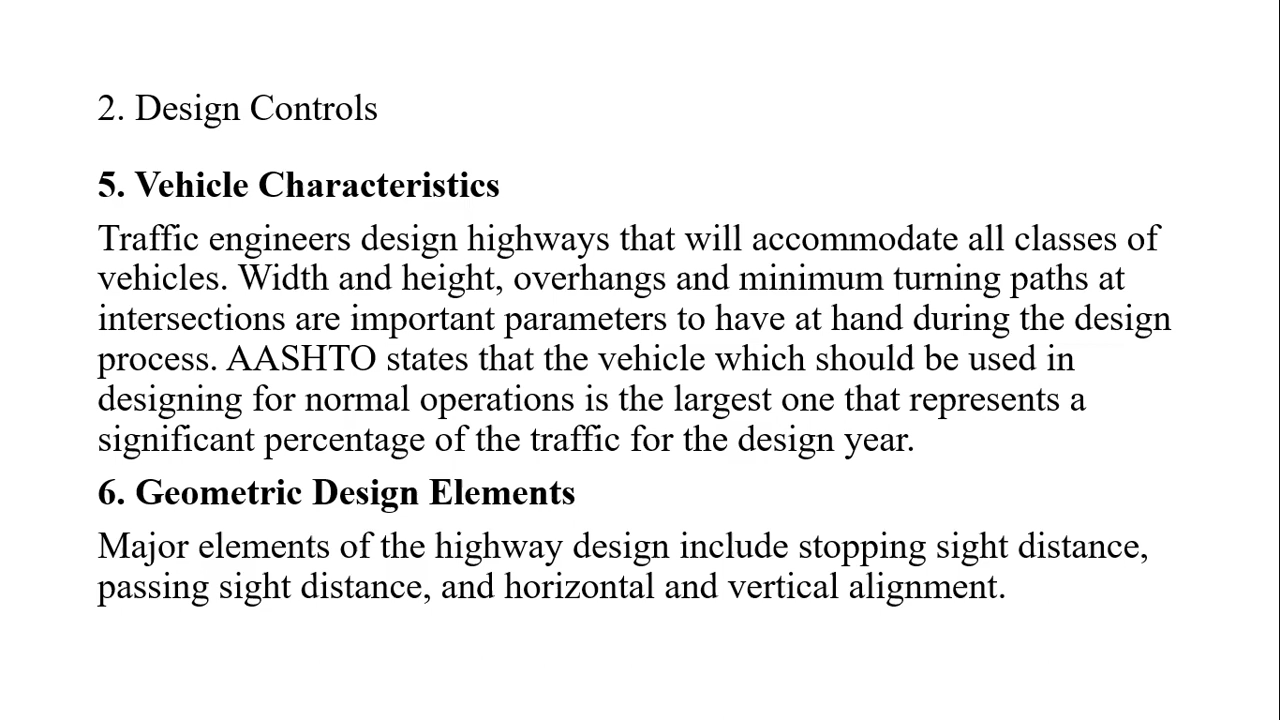 2. Design Controls
5. Vehicle Characteristics
Traffic engineers design highways that will accommodate all classes of
vehicles. Width and height, overhangs and minimum turning paths at
intersections are important parameters to have at hand during the design
process. AASHTO states that the vehicle which should be used in
designing for normal operations is the largest one that represents a
significant percentage of the traffic for the design year.
6. Geometric Design Elements
Major elements of the highway design include stopping sight distance,
passing sight distance, and horizontal and vertical alignment.